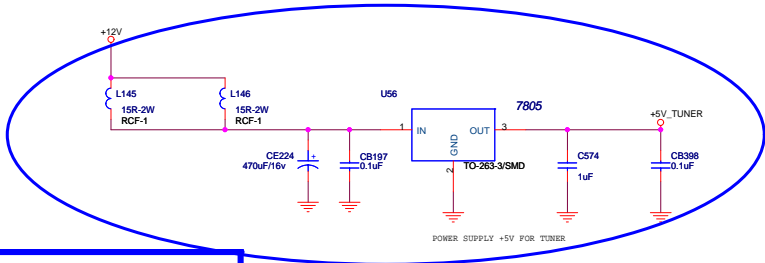 +12V
L145
15R-2W
RCF-1
L146
15R-2W
RCF-1
U56
7805
1
IN
OUT
3
GND
2
TO-263-3/SMD
+5V_TUNER
CE224
470uF/16v
+
CB197
0.1uF
C574
1uF
CB398
0.1uF
POWER SUPPLY +5V FOR TUNER